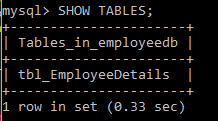 mysql> SHOW TABLES;
+----------------------+
| Tables_in_employeedb |
+----------------------+
| tbl_EmployeeDetails  |
+----------------------+
1 row in set (0.33 sec)